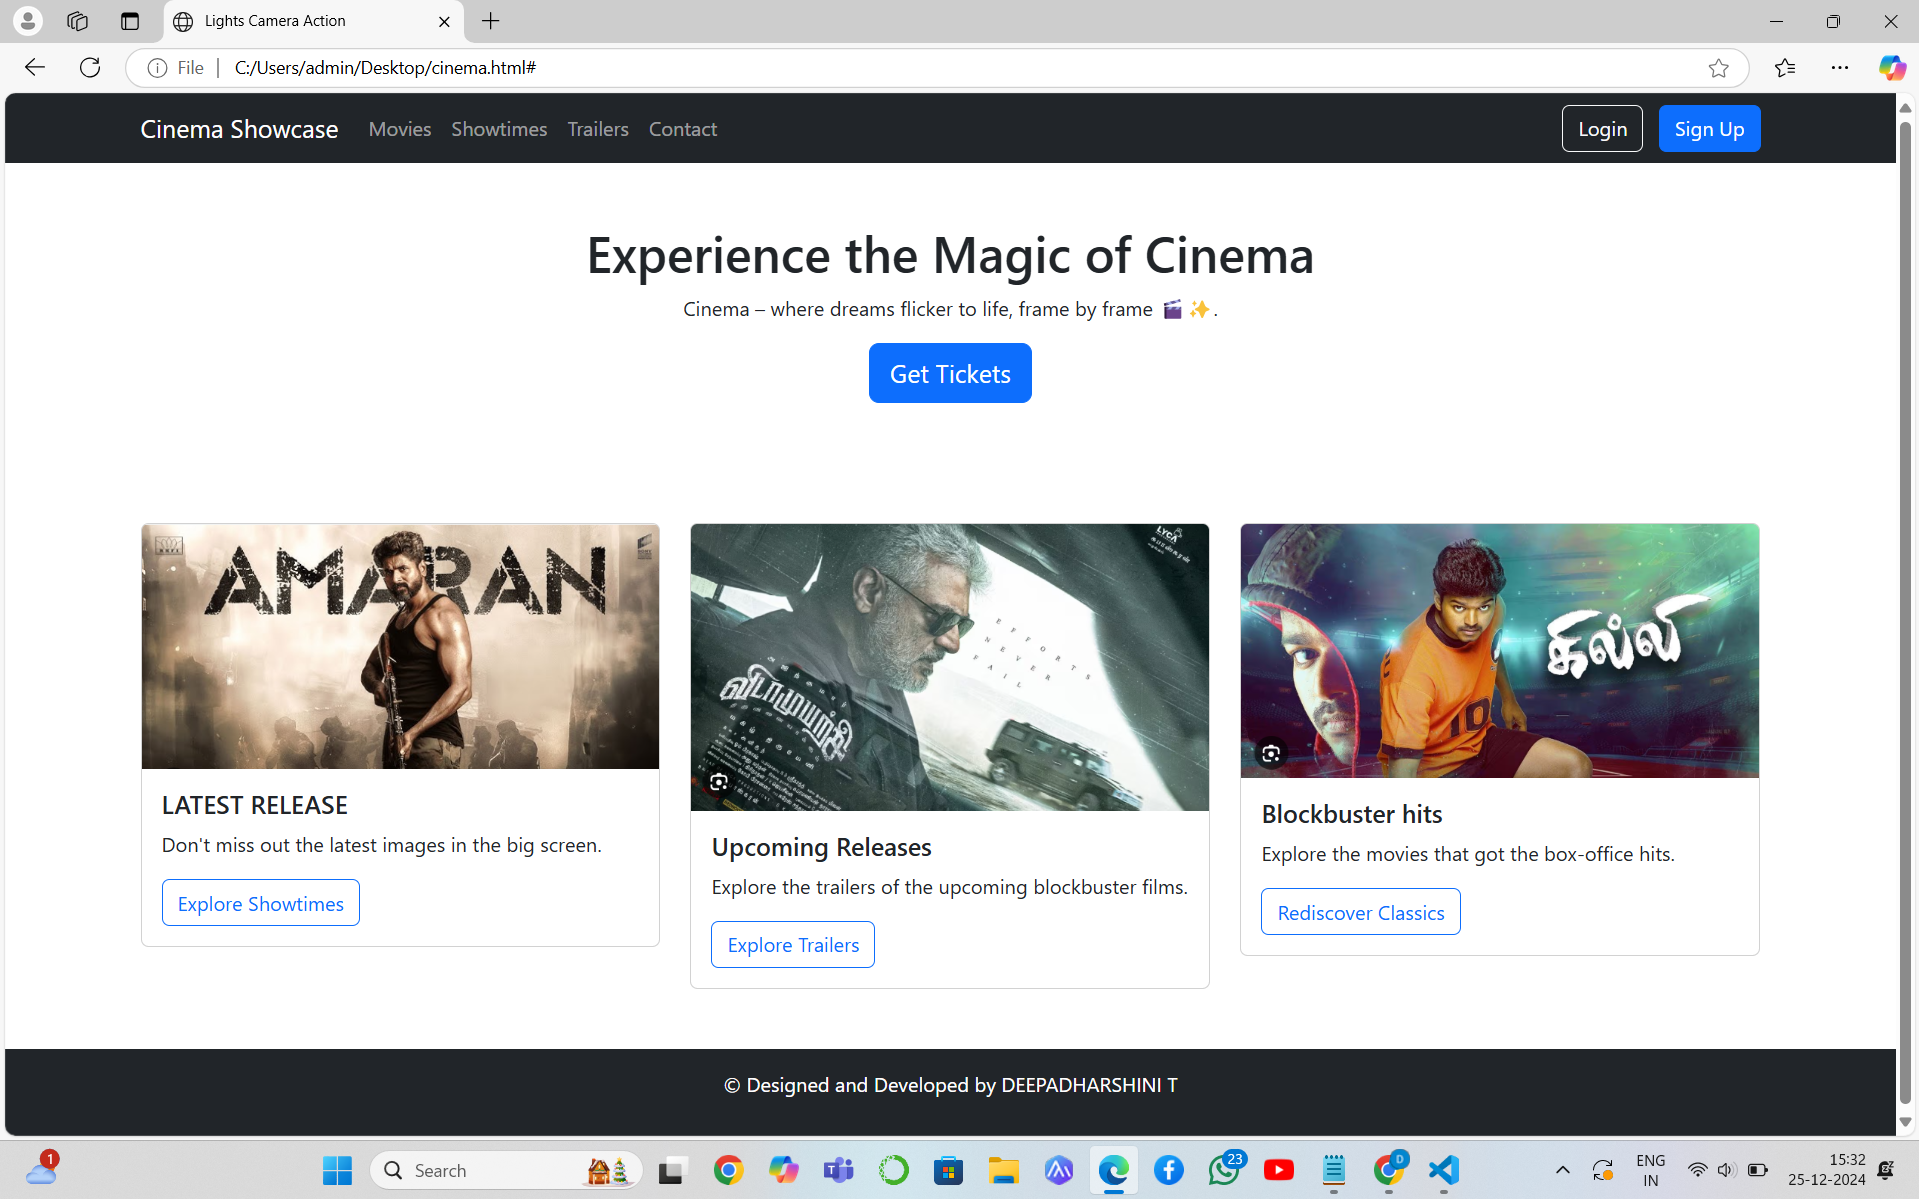 Lights Camera Action
File
C:/Users/admin/Desktop/cinema.html#
Cinema Showcase
Movies
Showtimes
Trailers
Contact
Login
Sign Up
Experience the Magic of Cinema
Cinema – where dreams flicker to life, frame by frame 🎬✨.
Get Tickets
AMARAN
LYCA
EFFORTS
NEVER
FAIL
விடாமுயற்சி
கில்லி
10
LATEST RELEASE
Don't miss out the latest images in the big screen.
Explore Showtimes
Upcoming Releases
Explore the trailers of the upcoming blockbuster films.
Explore Trailers
Blockbuster hits
Explore the movies that got the box-office hits.
Rediscover Classics
© Designed and Developed by DEEPADHARSHINI T
1
Search
23
D
ENG
IN
15:32
25-12-2024